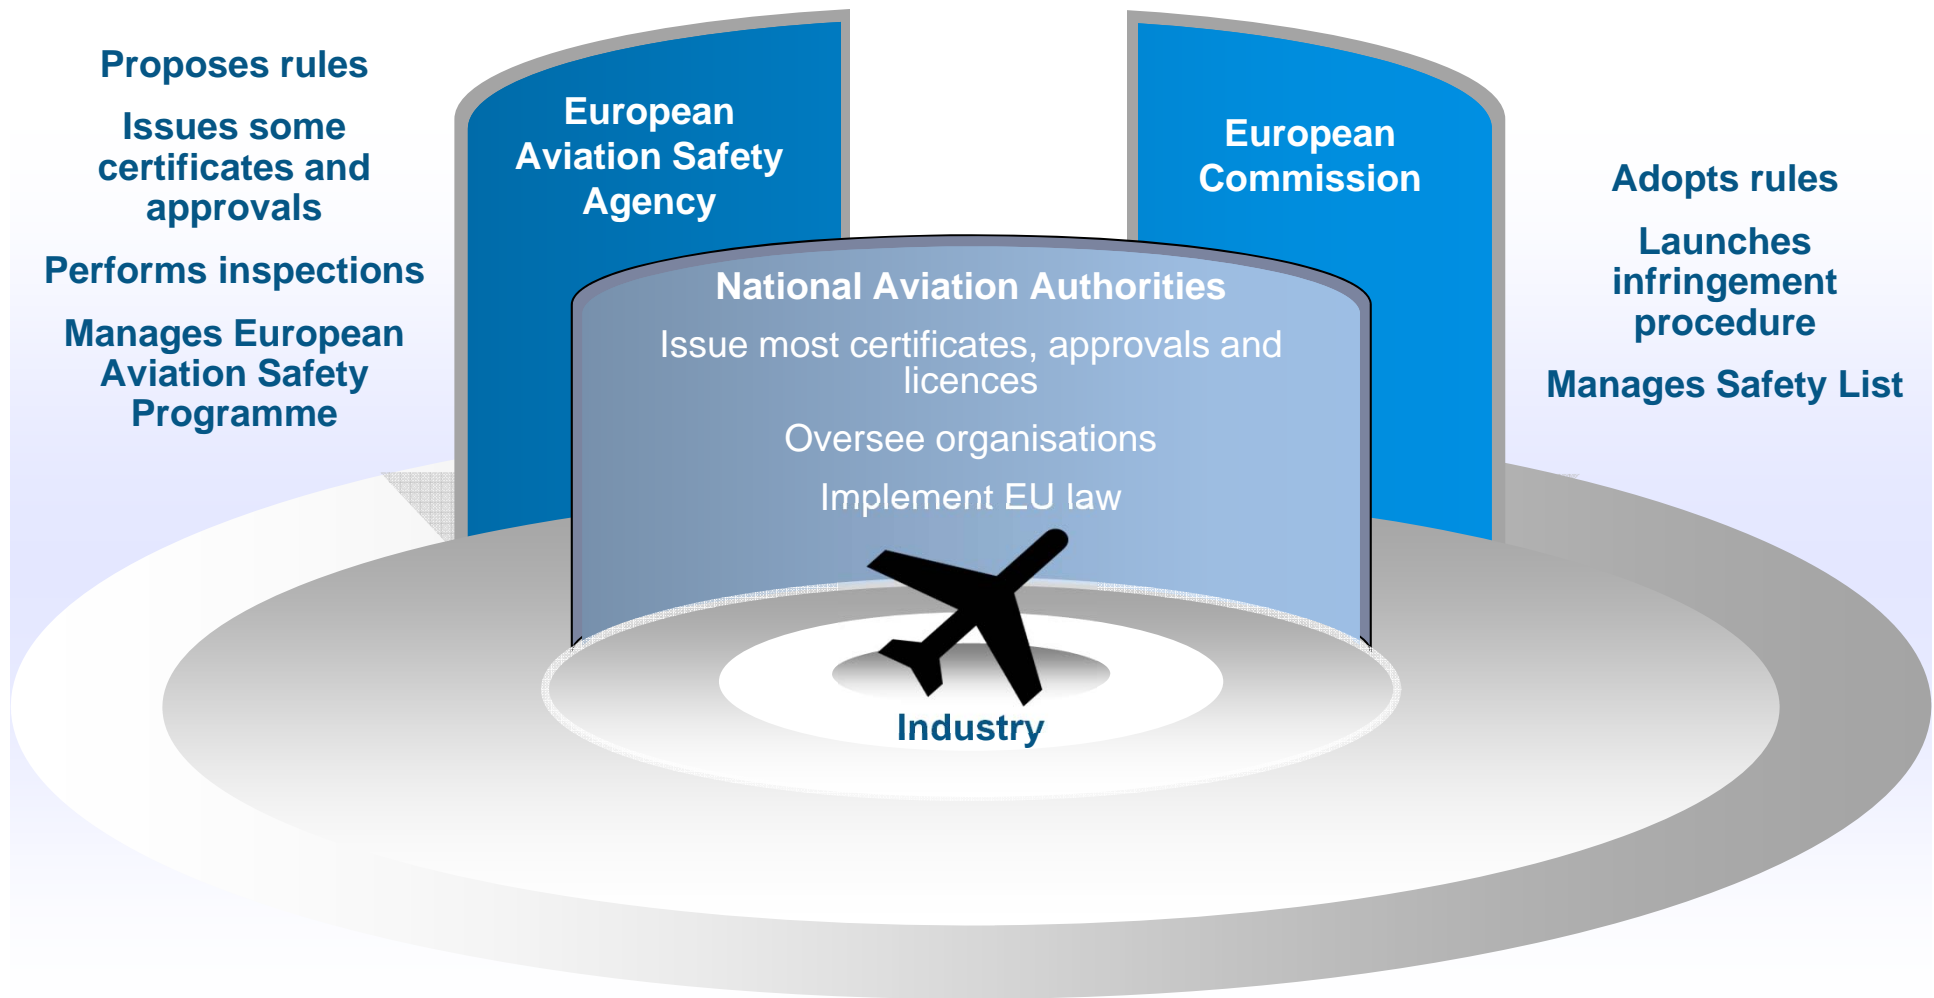 Proposes rules
Issues some
certificates and
approvals
Performs inspections
Manages European
Aviation Safety
Programme
European
Aviation Safety
Agency
European
Commission
Adopts rules
Launches
infringement
procedure
Manages Safety List
National Aviation Authorities
Issue most certificates, approvals and
licences
Oversee organisations
Implement EU law
Industry